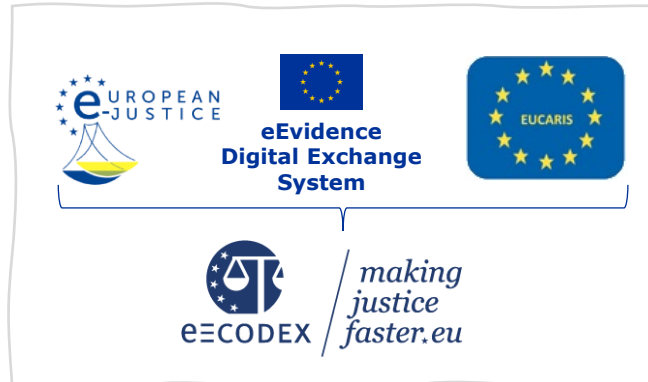 eUROPEAN
e-JUSTICE
eEvidence
Digital Exchange
System
EUCARIS
e=CODEX
making
justice
faster.eu